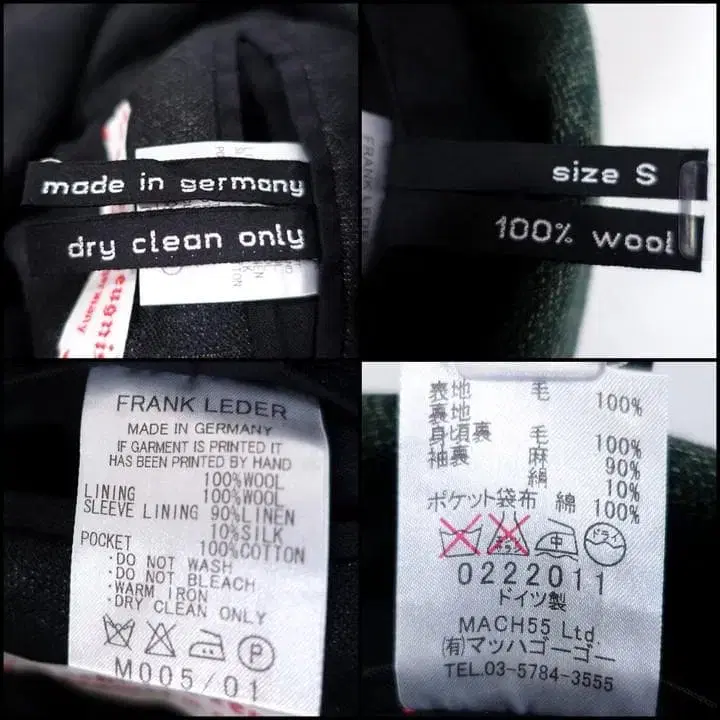 made in germany
dry clean only
size S
100% wool
FRANK LEDER
MADE IN GERMANY
IF GARMENT IS PRINTED IT
HAS BEEN PRINTED BY HAND
100%WOOL
LINING 100%WOOL
SLEEVE LINING 90%LINEN
10%SILK
POCKET 100%COTTON
・DO NOT WASH
・DO NOT BLEACH
・WARM IRON
・DRY CLEAN ONLY
P
M005/01
表地 毛 100%
裏地
身頃裏 毛 100%
袖裏 麻 90%
絹 10%
ポケット袋布 綿 100%
中 ドライ
0222011
ドイツ製
MACH55 Ltd.
(有)マッハゴーゴー
TEL.03-5784-3555